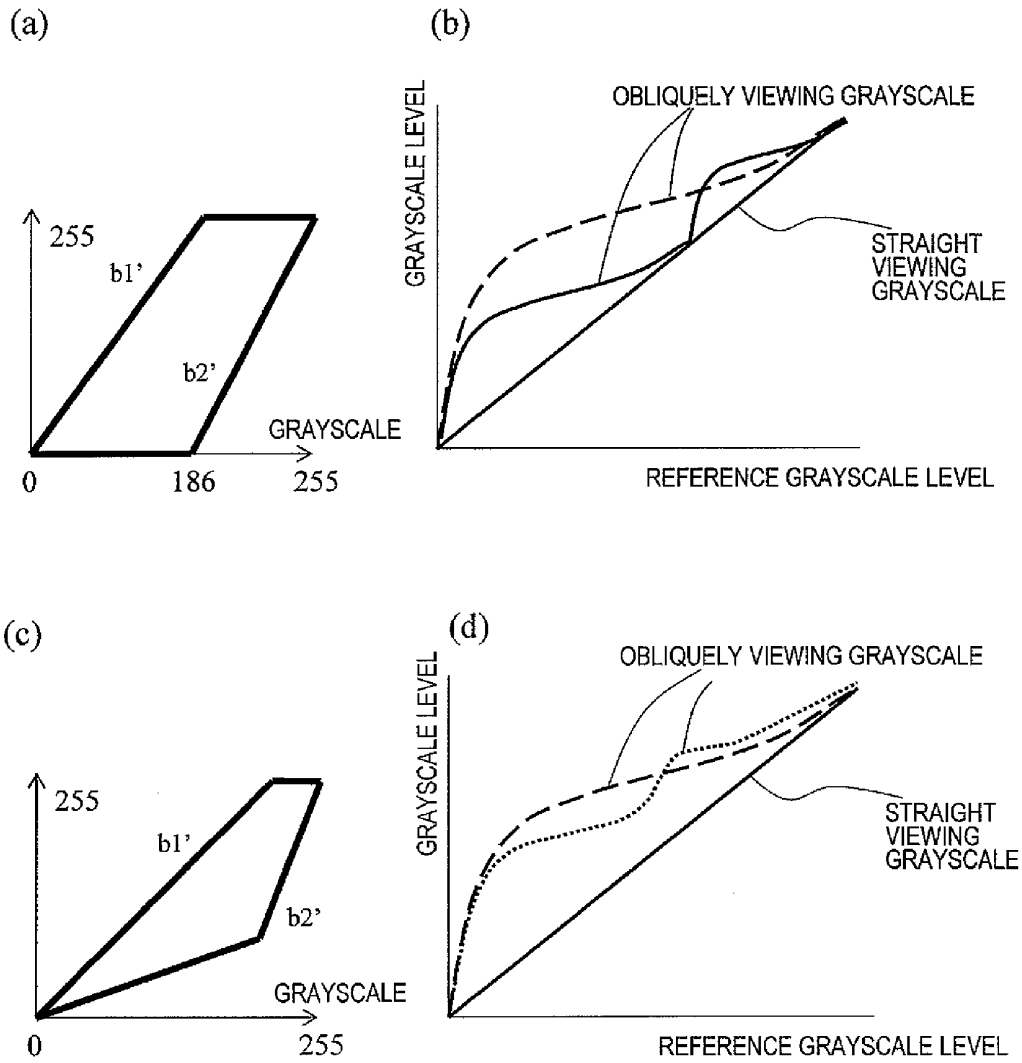 (a)
255
b1'
b2'
GRAYSCALE
0
186
255
(b)
GRAYSCALE LEVEL
OBLIQUELY VIEWING GRAYSCALE
STRAIGHT
VIEWING
GRAYSCALE
REFERENCE GRAYSCALE LEVEL
(c)
255
b1'
b2'
GRAYSCALE
0
255
(d)
GRAYSCALE LEVEL
OBLIQUELY VIEWING GRAYSCALE
STRAIGHT
VIEWING
GRAYSCALE
REFERENCE GRAYSCALE LEVEL